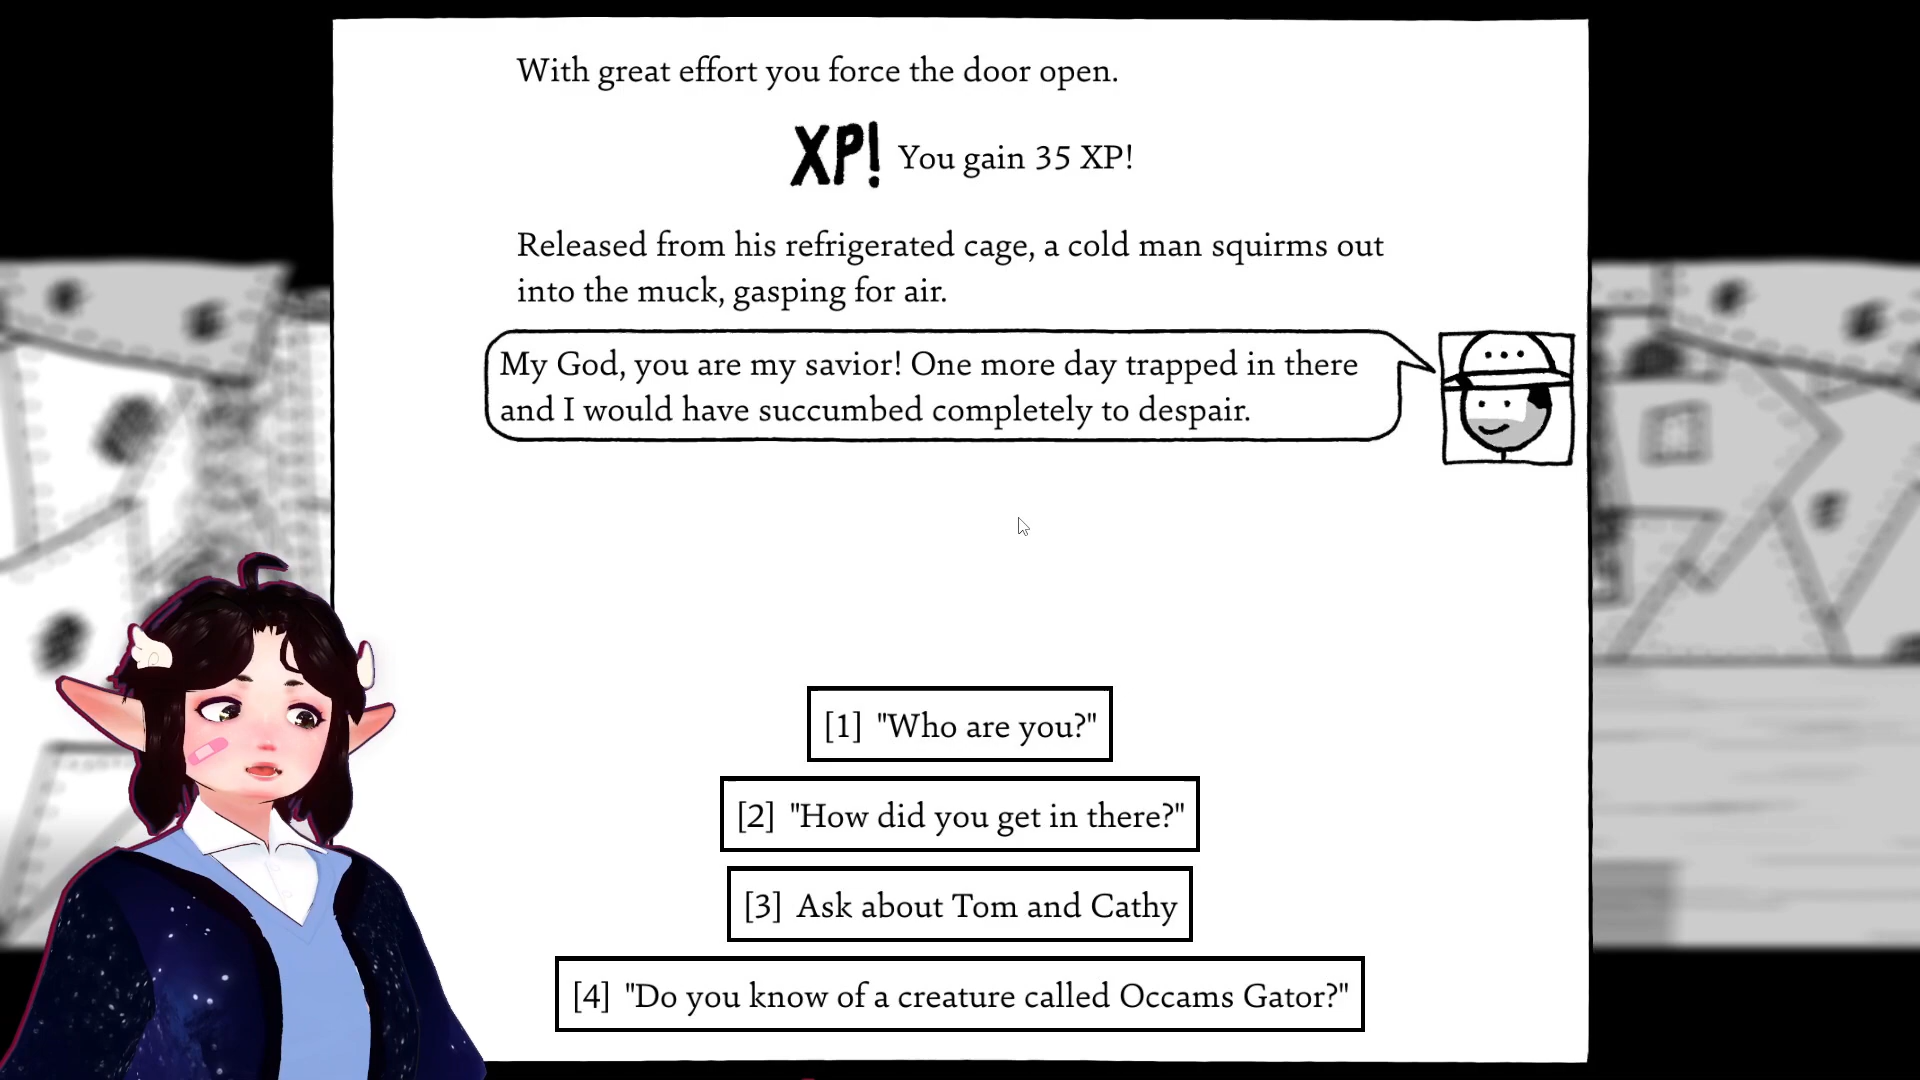 With great effort you force the door open.
XP! You gain 35 XP!
Released from his refrigerated cage, a cold man squirms out
into the muck, gasping for air.
My God, you are my savior! One more day trapped in there
and I would have succumbed completely to despair.
[1] "Who are you?"
[2] "How did you get in there?"
[3] Ask about Tom and Cathy
[4] "Do you know of a creature called Occams Gator?"